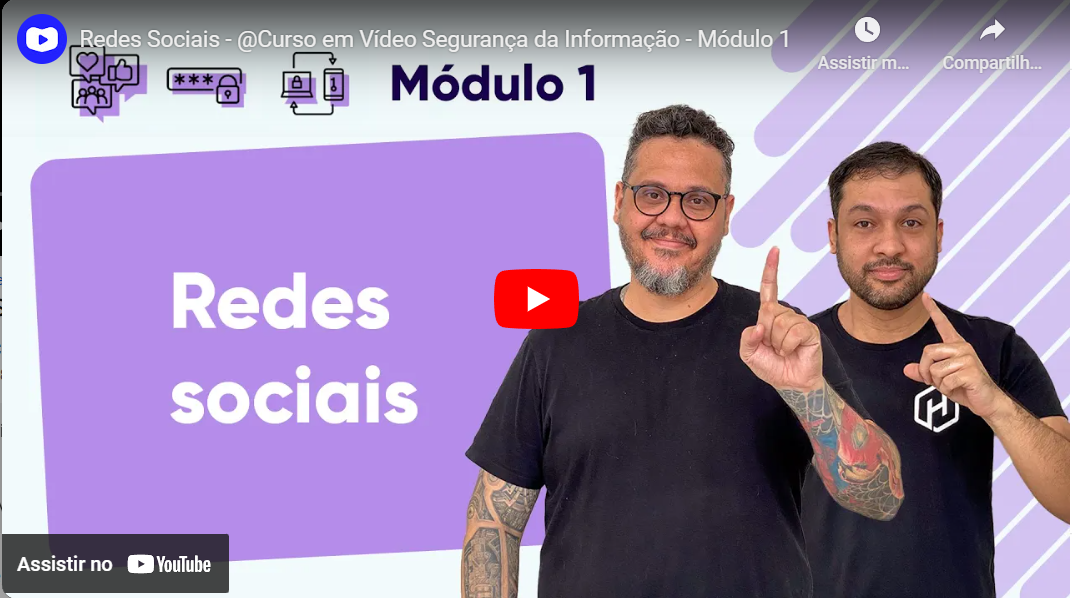 Redes Sociais - @Curso em Vídeo Segurança da Informação - Módulo 1
Assistir m...
Compartilh...
***
1
Módulo 1
Redes
sociais
H
Assistir no YouTube